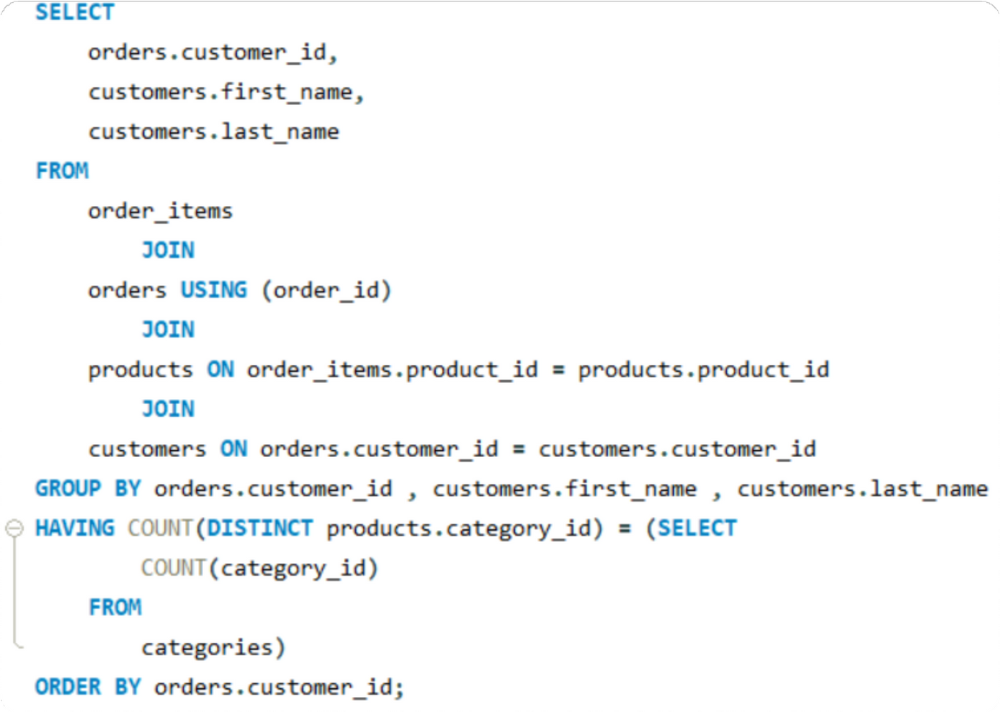 SELECT
orders.customer_id,
customers.first_name,
customers.last_name
FROM
order_items
JOIN
orders USING (order_id)
JOIN
products ON order_items.product_id = products.product_id
JOIN
customers ON orders.customer_id = customers.customer_id
GROUP BY orders.customer_id , customers.first_name , customers.last_name
HAVING COUNT(DISTINCT products.category_id) = (SELECT
COUNT(category_id)
FROM
categories)
ORDER BY orders.customer_id;